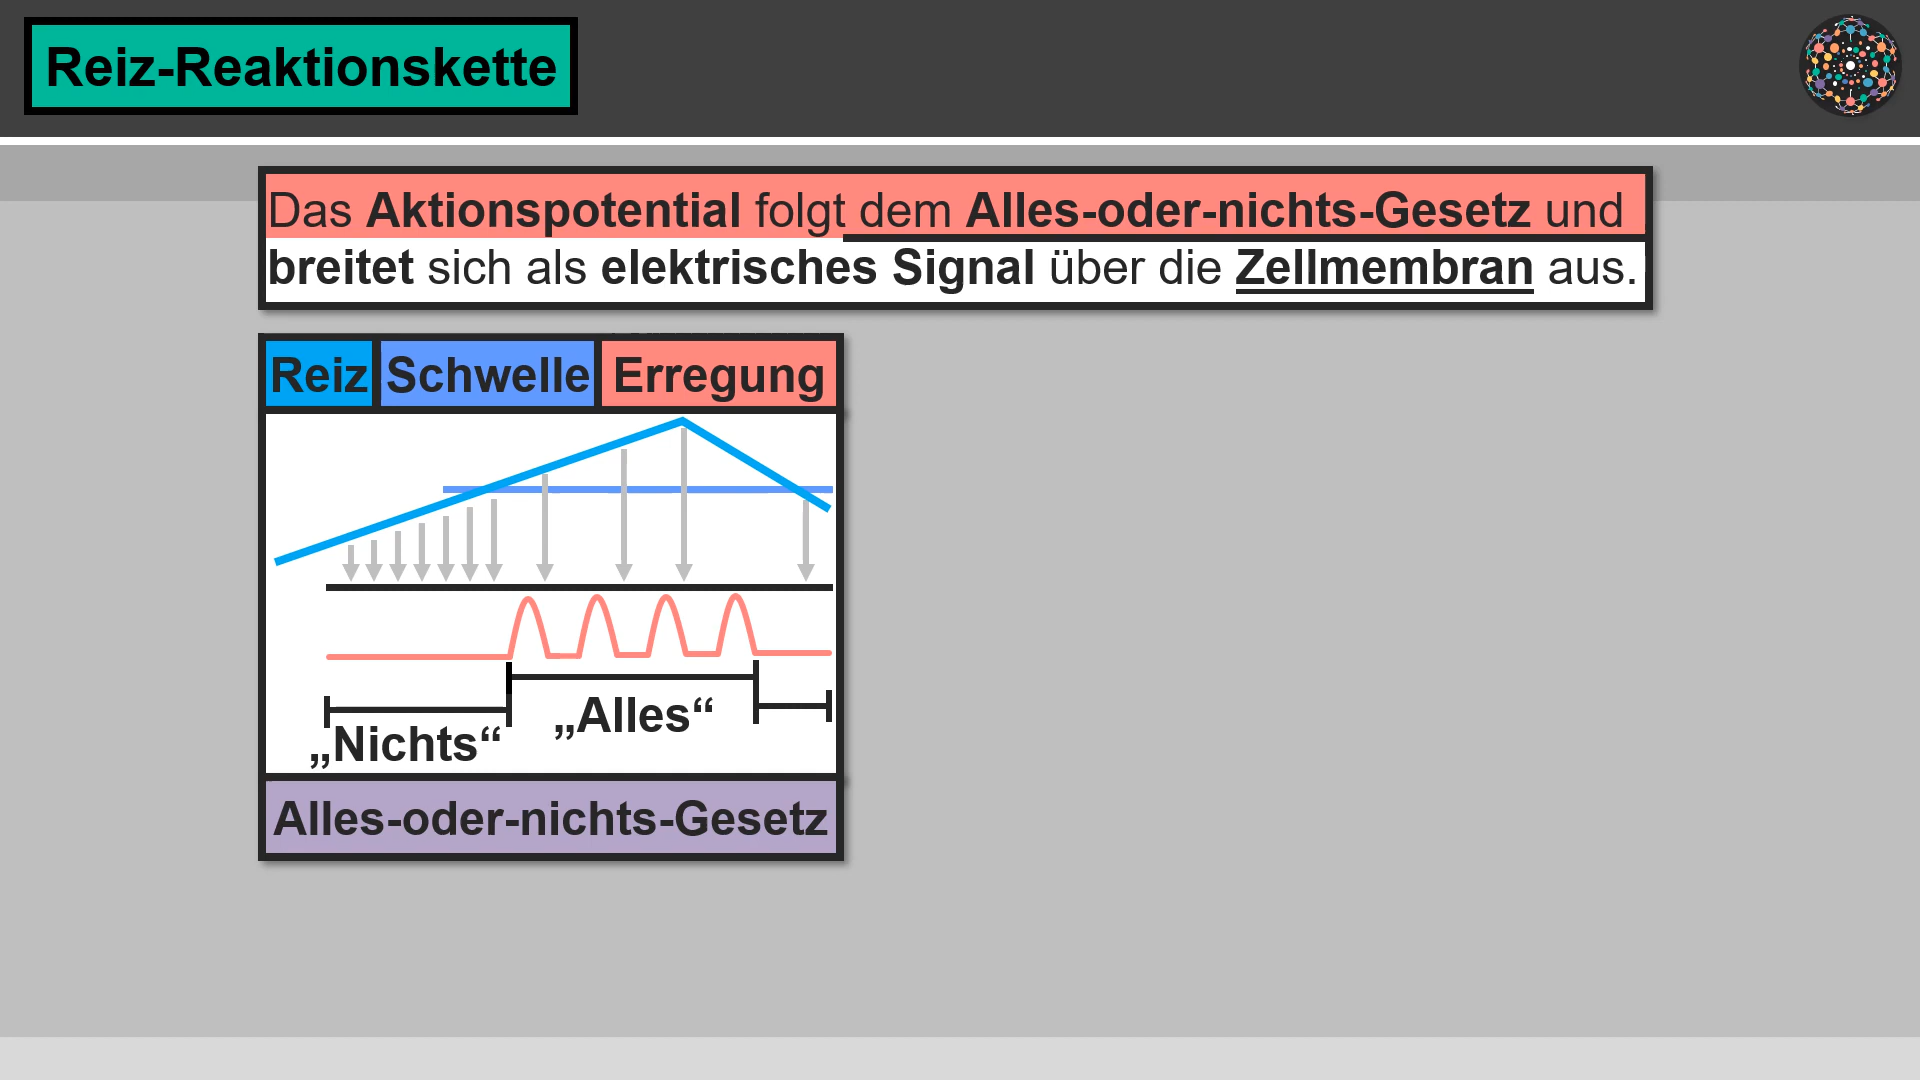 Reiz-Reaktionskette
Das Aktionspotential folgt dem Alles-oder-nichts-Gesetz und
breitet sich als elektrisches Signal über die Zellmembran aus.
Reiz Schwelle Erregung
„Alles“
„Nichts“
Alles-oder-nichts-Gesetz